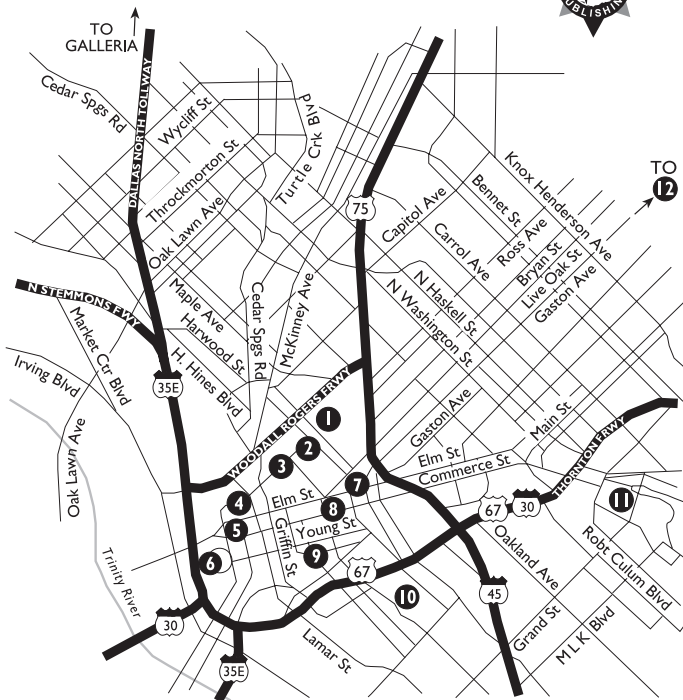 PUBLISHING
TO
GALLERIA
DALLAS NORTH TOLLWAY
Cedar Spgs Rd
Wycliff St
Turtle Crk Blvd
Throckmorton St
Oak Lawn Ave
Knox Henderson Ave
TO
12
75
Capitol Ave
Bennet St
Carrol Ave
Ross Ave
Bryan St
Live Oak St
Gaston Ave
N STEMMONS FWY
Maple Ave
Harwood St
H. Hines Blvd
Cedar Spgs Rd
McKinney Ave
N Haskell St
N Washington St
Market Ctr Blvd
Irving Blvd
35E
Oak Lawn Ave
WOODALL ROGERS FRWY
1
2
3
Gaston Ave
Main St
Elm St
Commerce St
THORNTON FRWY
4
5
6
Elm St
7
8
Griffin St
Young St
9
67
30
11
67
10
Oakland Ave
Robt Culum Blvd
45
Grand St
M L K Blvd
Trinity River
30
35E
Lamar St